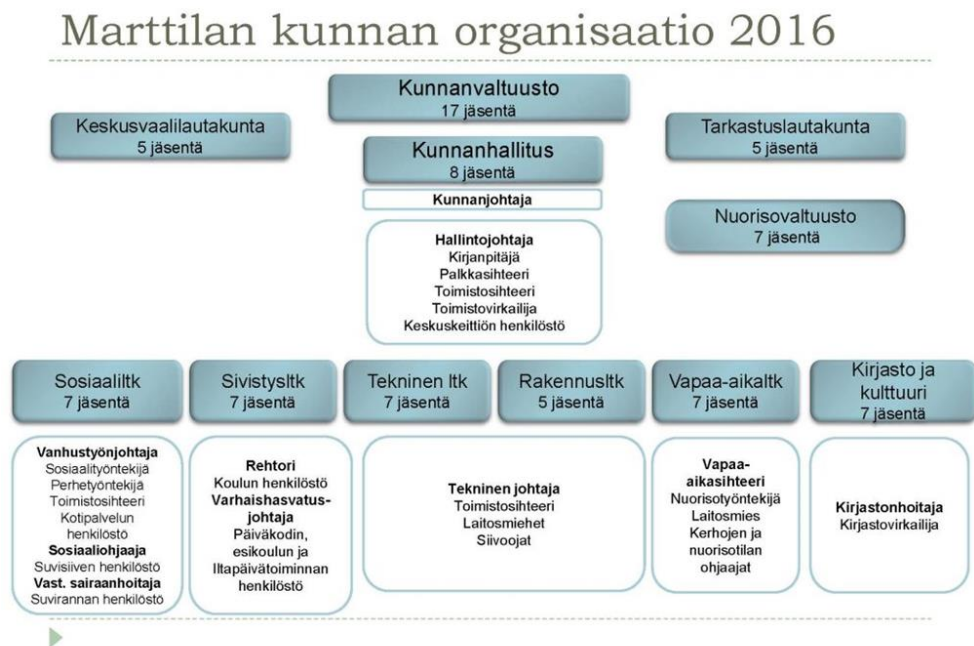 Marttilan kunnan organisaatio 2016
Kunnanvaltuusto
17 jäsentä
Keskusvaalilautakunta
5 jäsentä
Tarkastuslautakunta
5 jäsentä
Kunnanhallitus
8 jäsentä
Kunnanjohtaja
Nuorisovaltuusto
7 jäsentä
Hallintojohtaja
Kirjanpitäjä
Palkkasihteeri
Toimistosihteeri
Toimistovirkailija
Keskuskeittiön henkilöstö
Sosiaaliltk
7 jäsentä
Sivistysltk
7 jäsentä
Tekninen ltk
7 jäsentä
Rakennusltk
5 jäsentä
Vapaa-aikaltk
7 jäsentä
Kirjasto ja
kulttuuri
7 jäsentä
Vanhustyönjohtaja
Sosiaalityöntekijä
Perhetyöntekijä
Toimistosihteeri
Kotipalvelun
henkilöstö
Sosiaaliohjaaja
Suvisiiven henkilöstö
Vast. sairaanhoitaja
Suvirannan henkilöstö
Rehtori
Koulun henkilöstö
Varhaishasvatus-
johtaja
Päiväkodin,
esikoulun ja
Iltapäivätoiminnan
henkilöstö
Tekninen johtaja
Toimistosihteeri
Laitosmiehet
Siivoojat
Vapaa-
aikasihteeri
Nuorisotyöntekijä
Laitosmies
Kerhojen ja
nuorisotilan
ohjaajat
Kirjastonhoitaja
Kirjastovirkailija